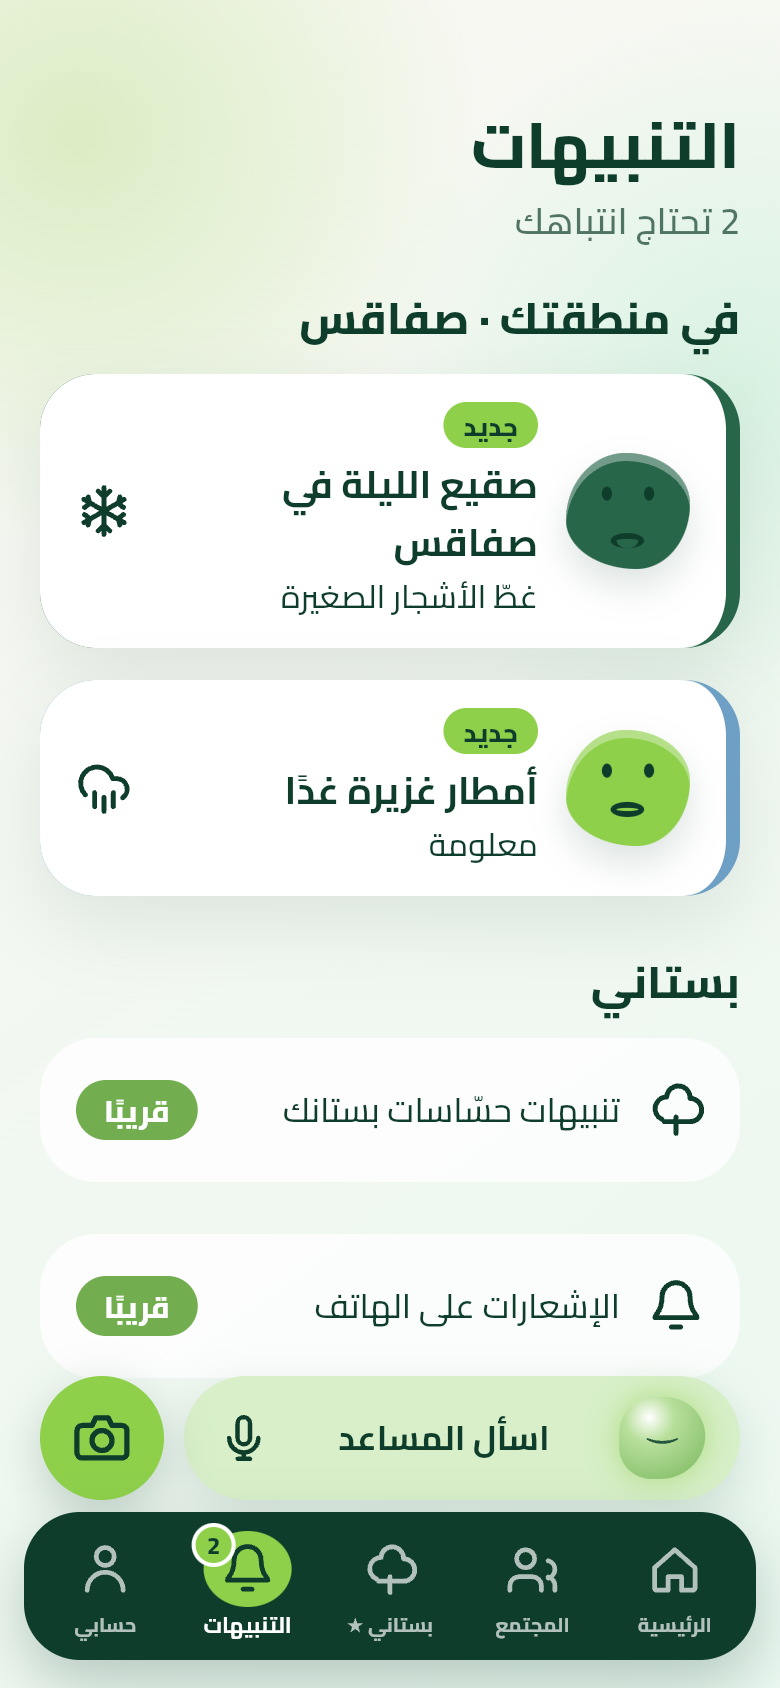 التنبيهات
2 تحتاج انتباهك
في منطقتك · صفاقس
جديد
صقيع الليلة في
صفاقس
غطّ الأشجار الصغيرة
جديد
أمطار غزيرة غدًا
معلومة
بستاني
تنبيهات حسّاسات بستانك
قريبًا
الإشعارات على الهاتف
قريبًا
اسأل المساعد
الرئيسية
المجتمع
بستاني ★
2
التنبيهات
حسابي